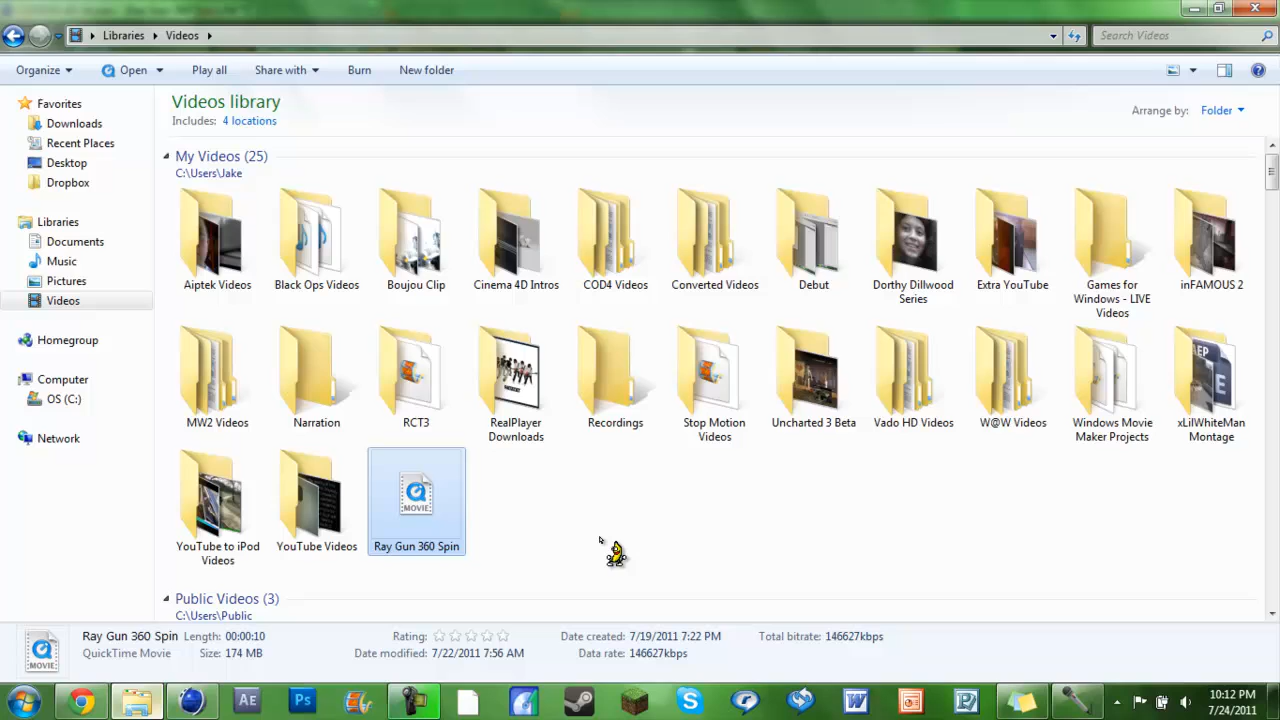 Libraries
Videos
Search Videos
Organize
Open
Play all
Share with
Burn
New folder
Favorites
Downloads
Recent Places
Desktop
Dropbox
Libraries
Documents
Music
Pictures
Videos
Homegroup
Computer
OS (C:)
Network
Videos library
Includes: 4 locations
Arrange by: Folder
My Videos (25)
C:\Users\Jake
Aiptek Videos
Black Ops Videos
Boujou Clip
Cinema 4D Intros
COD4 Videos
Converted Videos
Debut
Dorthy Dillwood
Series
Extra YouTube
Games for
Windows - LIVE
Videos
inFAMOUS 2
MW2 Videos
Narration
RCT3
RealPlayer
Downloads
Recordings
Stop Motion
Videos
Uncharted 3 Beta
Vado HD Videos
W@W Videos
Windows Movie
Maker Projects
xLilWhiteMan
Montage
YouTube to iPod
Videos
YouTube Videos
MOVIE
Ray Gun 360 Spin
Public Videos (3)
C:\Users\Public
MOVIE
Ray Gun 360 Spin
QuickTime Movie
Length: 00:00:10
Size: 174 MB
Rating:
Date modified: 7/22/2011 7:56 AM
Date created: 7/19/2011 7:22 PM
Data rate: 146627kbps
Total bitrate: 146627kbps
AE
Ps
10:12 PM
7/24/2011